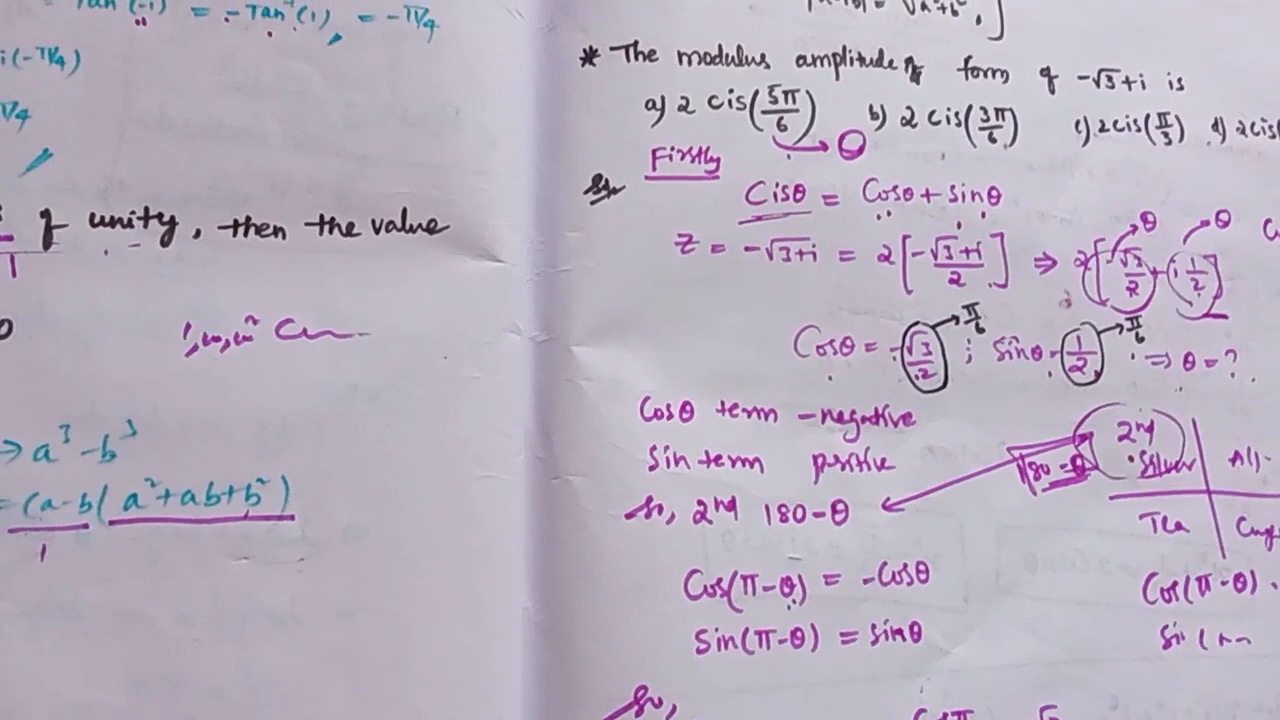 = -Tan⁻¹(1) = -π/4
i(-π/4)
π/4
of unity, then the value
0
1, ω, ω²
⇒ a³ - b³
= (a-b)(a²+ab+b²)
1
* The modulus amplitude of form of -√3+i is
a) 2 cis(5π/6) b) 2 cis(3π/6) c) 2cis(π/3) d) 2cis
θ
Firstly
Cisθ = Cosθ + sinθ
Z = -√3+i = 2[-√3+i/2] ⇒ 2[-√3/2 + i 1/2]
θ θ
Cosθ = -√3/2 ; Sinθ = 1/2 ⇒ θ = ?
π/6 π/6
Cosθ term - negative
Sin term positive
so, 2nd 180-θ
2nd
Silver All
180-θ
Tea
Cos(π-θ) = -Cosθ
Sin(π-θ) = sinθ
Cos(π-θ)
so,